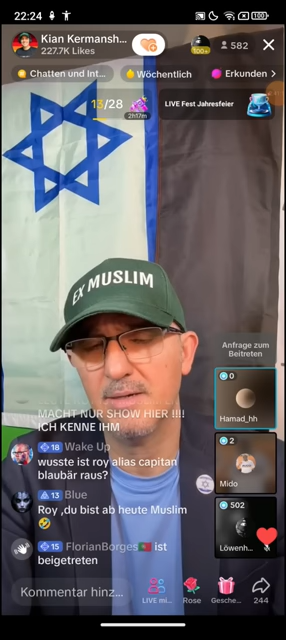 22:24
100
Kian Kermansh...
227.7K Likes
100+
582
Chatten und Int...
Wöchentlich
Erkunden
13/28
2h17m
LIVE Fest Jahresfeier
EX MUSLIM
Anfrage zum
Beitreten
0
Hamad_hh
2
Mido
502
Löwenh...
MACHT NUR SHOW HIER !!!!
ICH KENNE IHM
18 Wake Up
wusste ist roy alias capitan
blaubär raus?
13 Blue
Roy ,du bist ab heute Muslim
🤣
15 FlorianBorges🇵🇹 ist
beigetreten
Kommentar hinz...
LIVE mi...
Rose
Gesche...
244